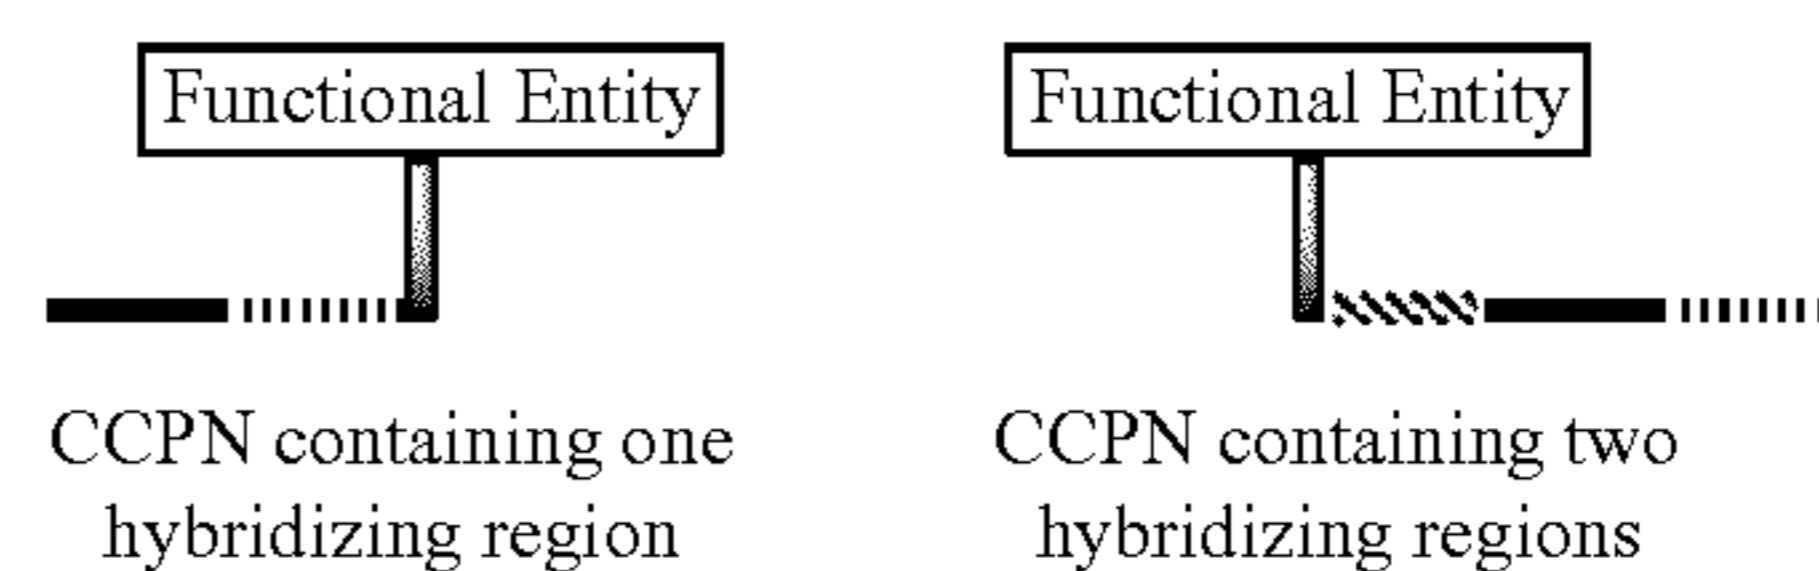 Functional Entity
Functional Entity
CCPN containing one
hybridizing region
CCPN containing two
hybridizing regions